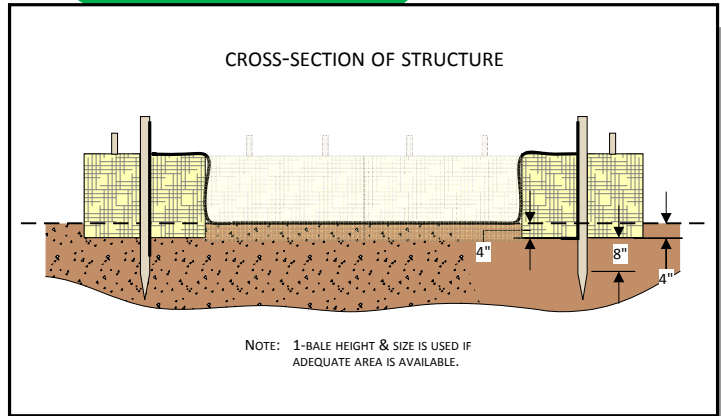 CROSS-SECTION OF STRUCTURE
4"
8"
4"
NOTE: 1-BALE HEIGHT & SIZE IS USED IF
ADEQUATE AREA IS AVAILABLE.